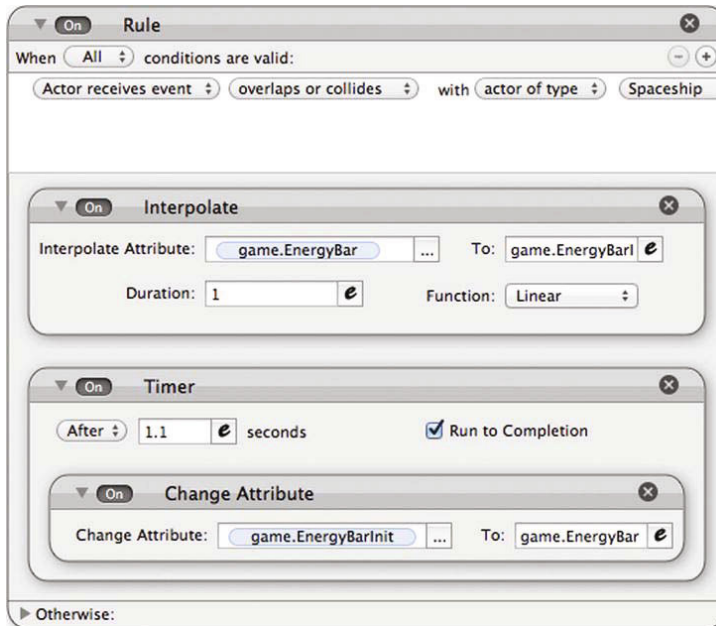 On Rule
When All conditions are valid:
Actor receives event overlaps or collides with actor of type Spaceship
On Interpolate
Interpolate Attribute: game.EnergyBar ... To: game.EnergyBarI e
Duration: 1 e Function: Linear
On Timer
After 1.1 e seconds Run to Completion
On Change Attribute
Change Attribute: game.EnergyBarInit ... To: game.EnergyBar e
Otherwise: